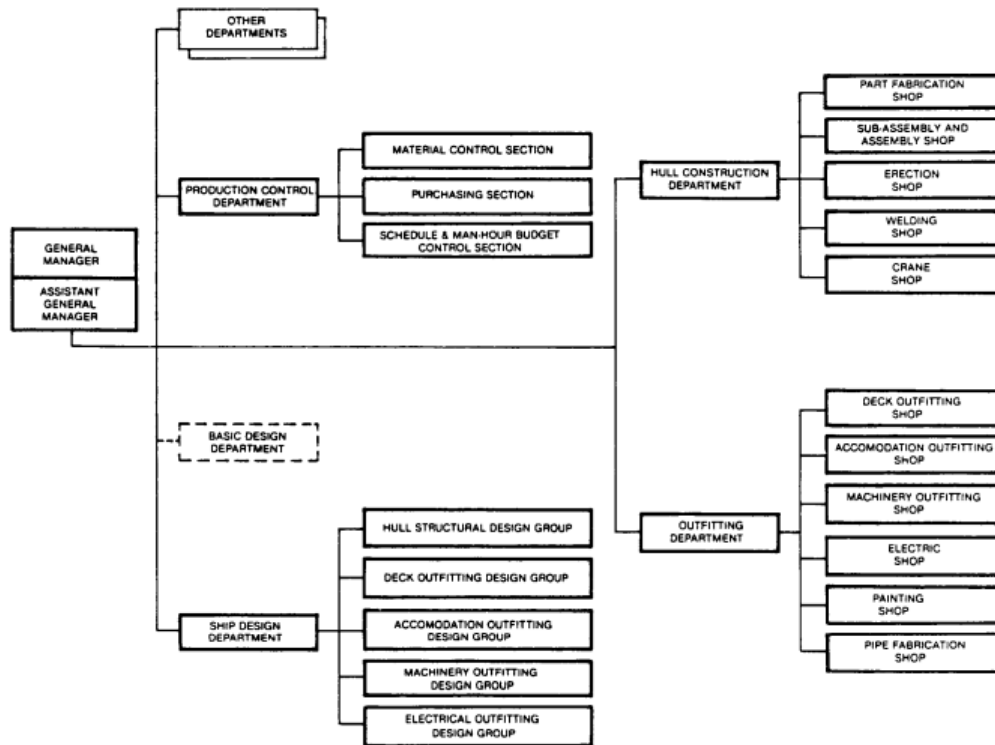 OTHER
DEPARTMENTS
PRODUCTION CONTROL
DEPARTMENT
MATERIAL CONTROL SECTION
PURCHASING SECTION
SCHEDULE & MAN-HOUR BUDGET
CONTROL SECTION
GENERAL
MANAGER
ASSISTANT
GENERAL
MANAGER
BASIC DESIGN
DEPARTMENT
SHIP DESIGN
DEPARTMENT
HULL STRUCTURAL DESIGN GROUP
DECK OUTFITTING DESIGN GROUP
ACCOMODATION OUTFITTING
DESIGN GROUP
MACHINERY OUTFITTING
DESIGN GROUP
ELECTRICAL OUTFITTING
DESIGN GROUP
HULL CONSTRUCTION
DEPARTMENT
PART FABRICATION
SHOP
SUB-ASSEMBLY AND
ASSEMBLY SHOP
ERECTION
SHOP
WELDING
SHOP
CRANE
SHOP
OUTFITTING
DEPARTMENT
DECK OUTFITTING
SHOP
ACCOMODATION OUTFITTING
SHOP
MACHINERY OUTFITTING
SHOP
ELECTRIC
SHOP
PAINTING
SHOP
PIPE FABRICATION
SHOP